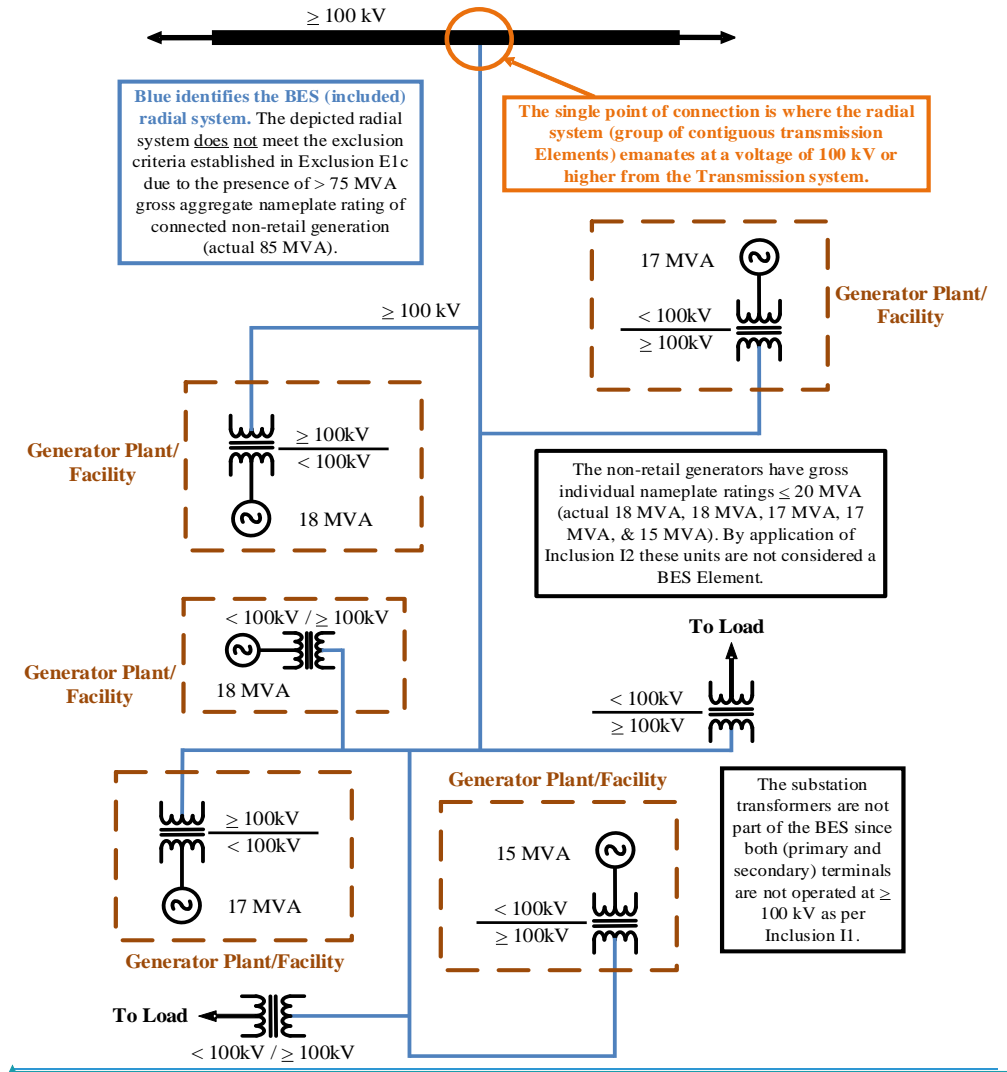 ≥ 100 kV
Blue identifies the BES (included)
radial system. The depicted radial
system does not meet the exclusion
criteria established in Exclusion E1c
due to the presence of > 75 MVA
gross aggregate nameplate rating of
connected non-retail generation
(actual 85 MVA).
The single point of connection is where the radial
system (group of contiguous transmission
Elements) emanates at a voltage of 100 kV or
higher from the Transmission system.
17 MVA
< 100kV
≥ 100kV
Generator Plant/
Facility
≥ 100 kV
Generator Plant/
Facility
≥ 100kV
< 100kV
18 MVA
The non-retail generators have gross
individual nameplate ratings ≤ 20 MVA
(actual 18 MVA, 18 MVA, 17 MVA, 17
MVA, & 15 MVA). By application of
Inclusion I2 these units are not considered a
BES Element.
< 100kV / ≥ 100kV
18 MVA
Generator Plant/
Facility
To Load
< 100kV
≥ 100kV
≥ 100kV
< 100kV
17 MVA
Generator Plant/Facility
Generator Plant/Facility
15 MVA
< 100kV
≥ 100kV
The substation
transformers are not
part of the BES since
both (primary and
secondary) terminals
are not operated at ≥
100 kV as per
Inclusion I1.
To Load
< 100kV / ≥ 100kV